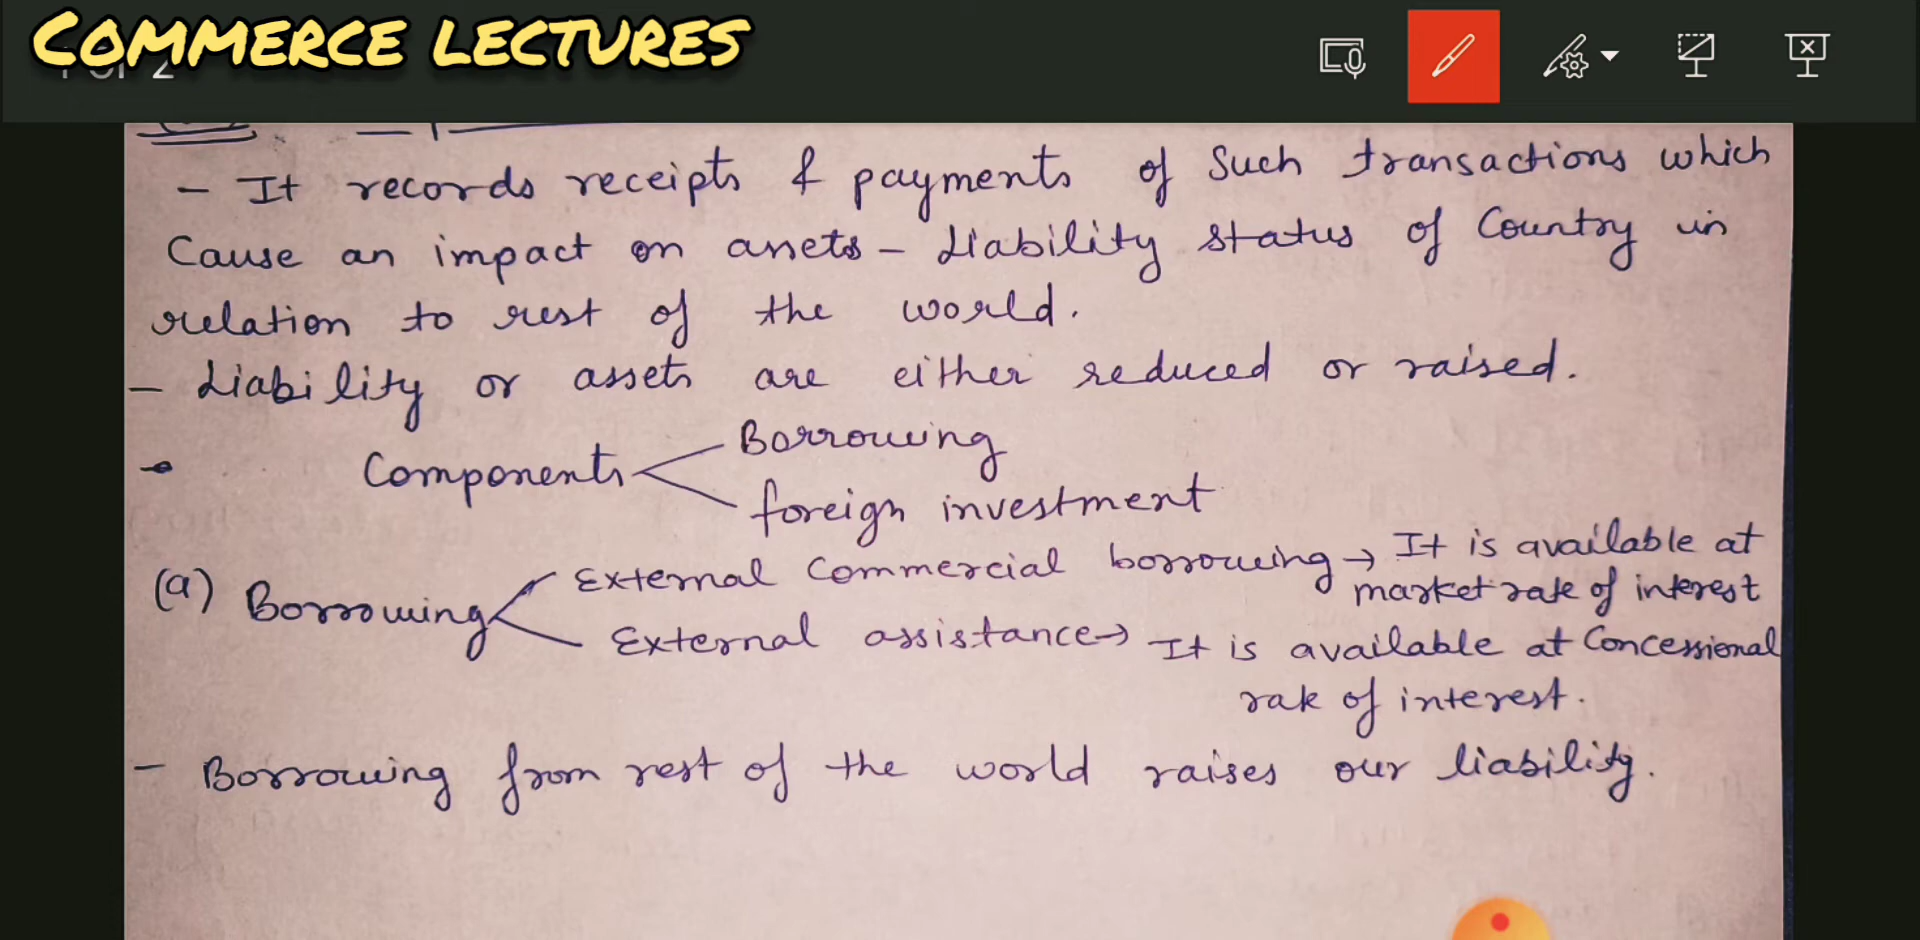 COMMERCE LECTURES
- It records receipts & payments of Such transactions which
Cause an impact on assets - Liability status of Country in
relation to rest of the world.
- Liability or assets are either reduced or raised.
- Components Borrowing
foreign investment
(a) Borrowing External Commercial borrowing → It is available at
market rate of interest
External assistance → It is available at Concessional
rate of interest.
- Borrowing from rest of the world raises our liability.